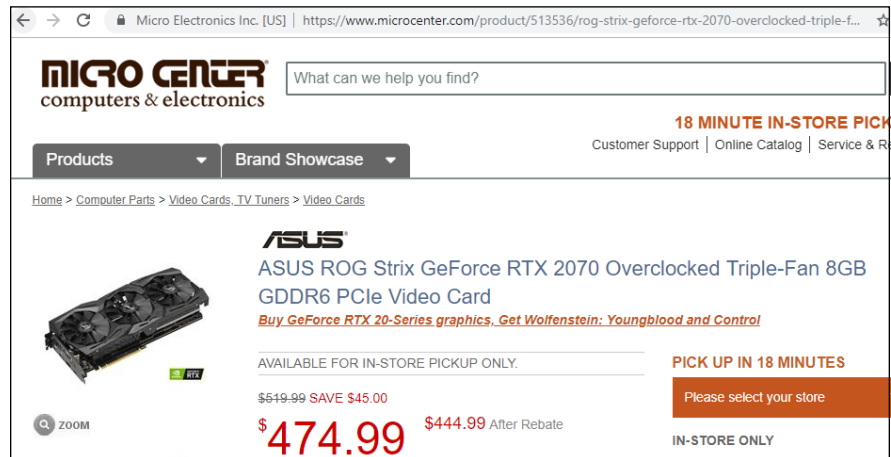 Micro Electronics Inc. [US] | https://www.microcenter.com/product/513536/rog-strix-geforce-rtx-2070-overclocked-triple-f...
MICRO CENTER
computers & electronics
What can we help you find?
18 MINUTE IN-STORE PICK
Customer Support | Online Catalog | Service & Re
Products
Brand Showcase
Home > Computer Parts > Video Cards, TV Tuners > Video Cards
ASUS
ASUS ROG Strix GeForce RTX 2070 Overclocked Triple-Fan 8GB
GDDR6 PCIe Video Card
Buy GeForce RTX 20-Series graphics, Get Wolfenstein: Youngblood and Control
AVAILABLE FOR IN-STORE PICKUP ONLY.
PICK UP IN 18 MINUTES
$519.99 SAVE $45.00
Please select your store
RTX
ZOOM
$474.99
$444.99 After Rebate
IN-STORE ONLY